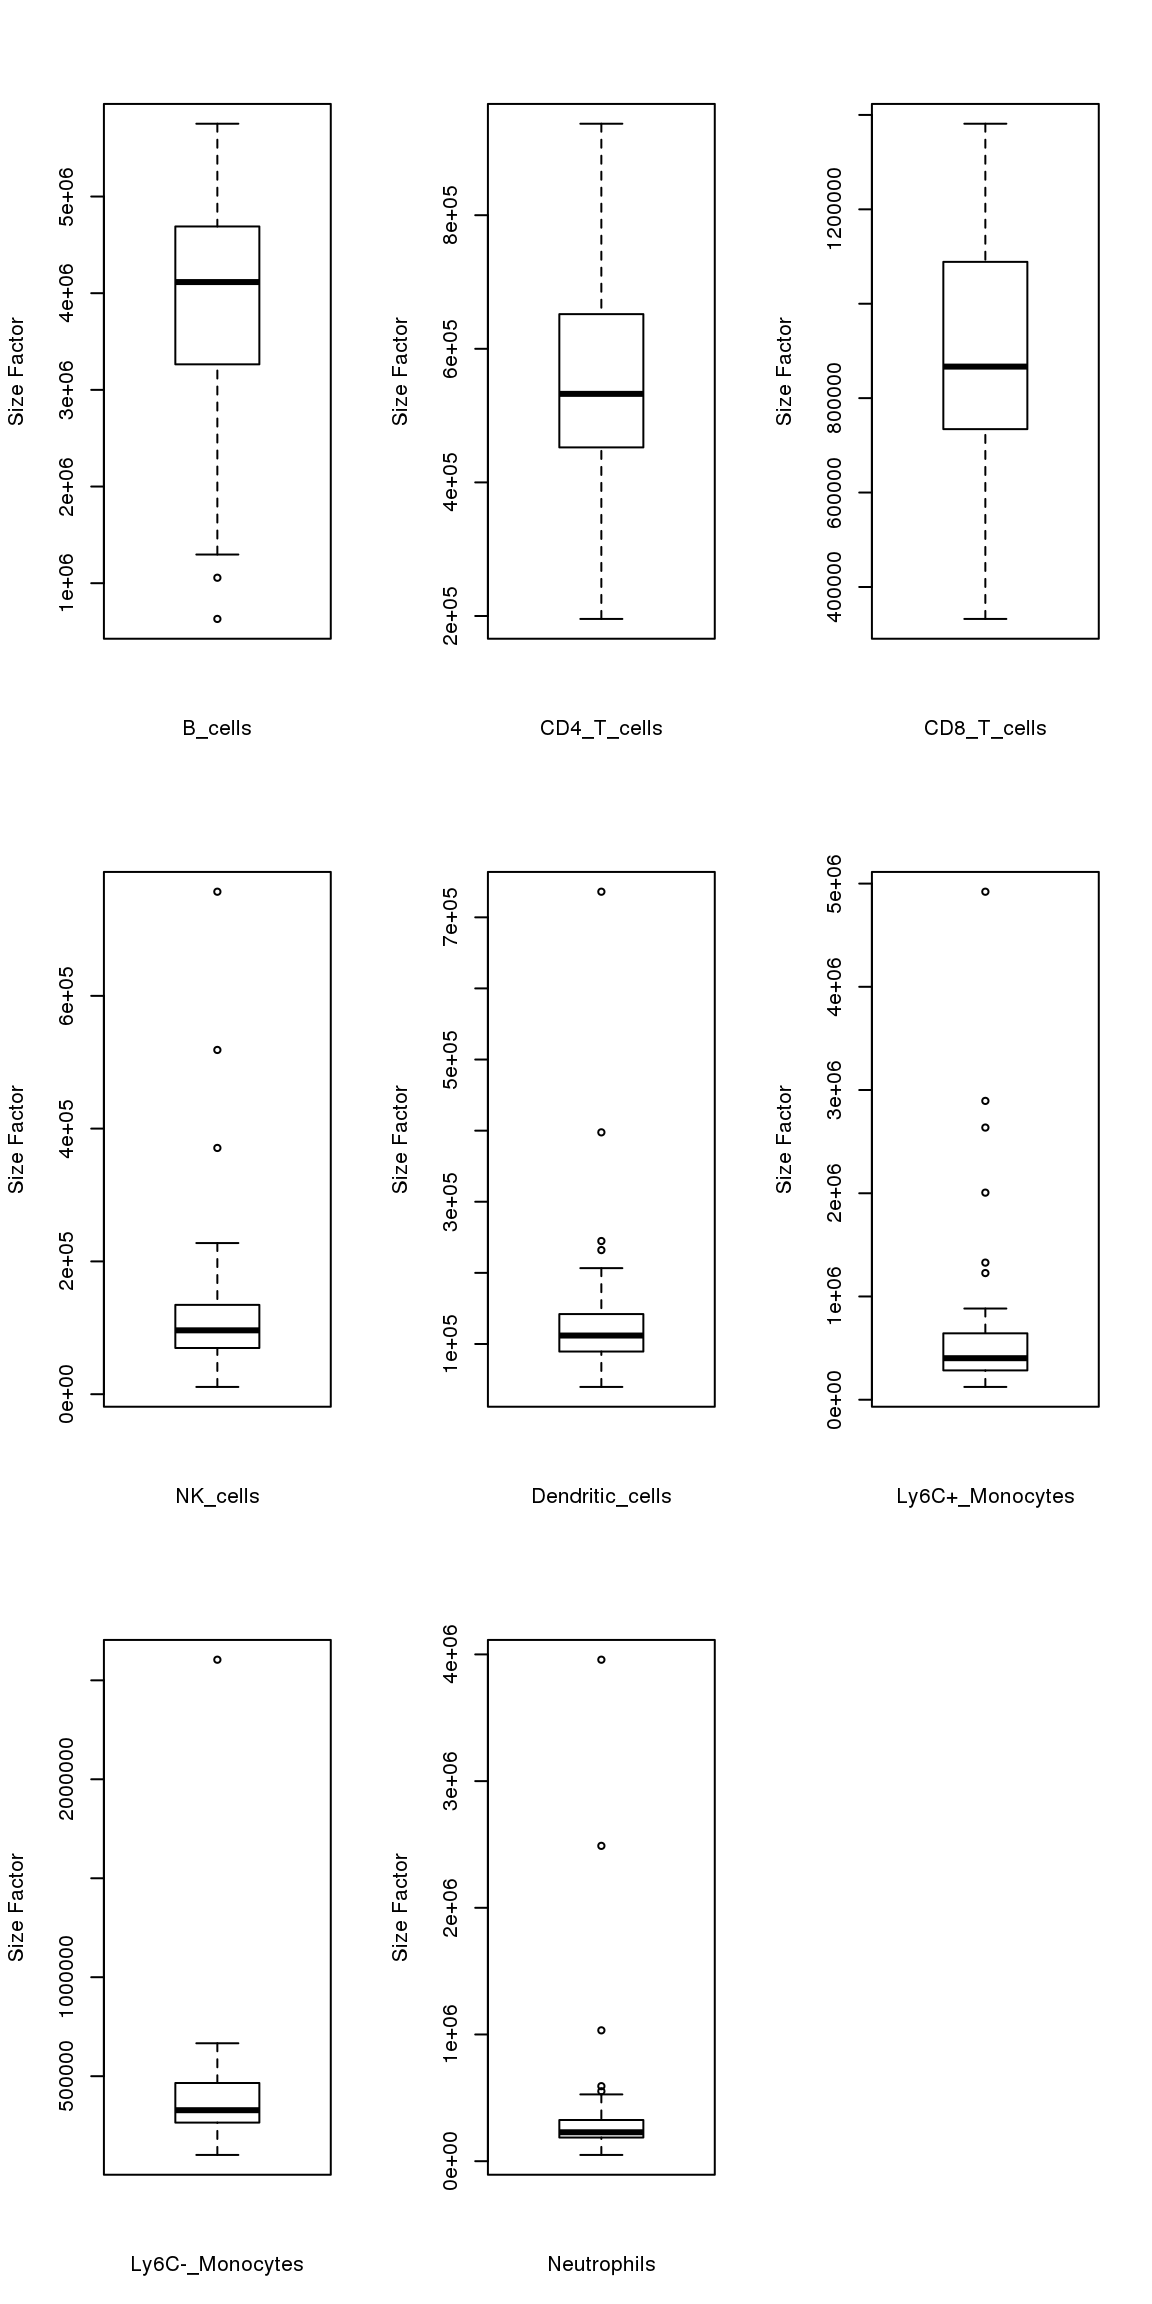 Size Factor
5e+06
4e+06
3e+06
2e+06
1e+06
B_cells
Size Factor
8e+05
6e+05
4e+05
2e+05
CD4_T_cells
Size Factor
1200000
800000
600000
400000
CD8_T_cells
Size Factor
6e+05
4e+05
2e+05
0e+00
NK_cells
Size Factor
7e+05
5e+05
3e+05
1e+05
Dendritic_cells
Size Factor
5e+06
4e+06
3e+06
2e+06
1e+06
0e+00
Ly6C+_Monocytes
Size Factor
2000000
1000000
500000
Ly6C-_Monocytes
Size Factor
4e+06
3e+06
2e+06
1e+06
0e+00
Neutrophils